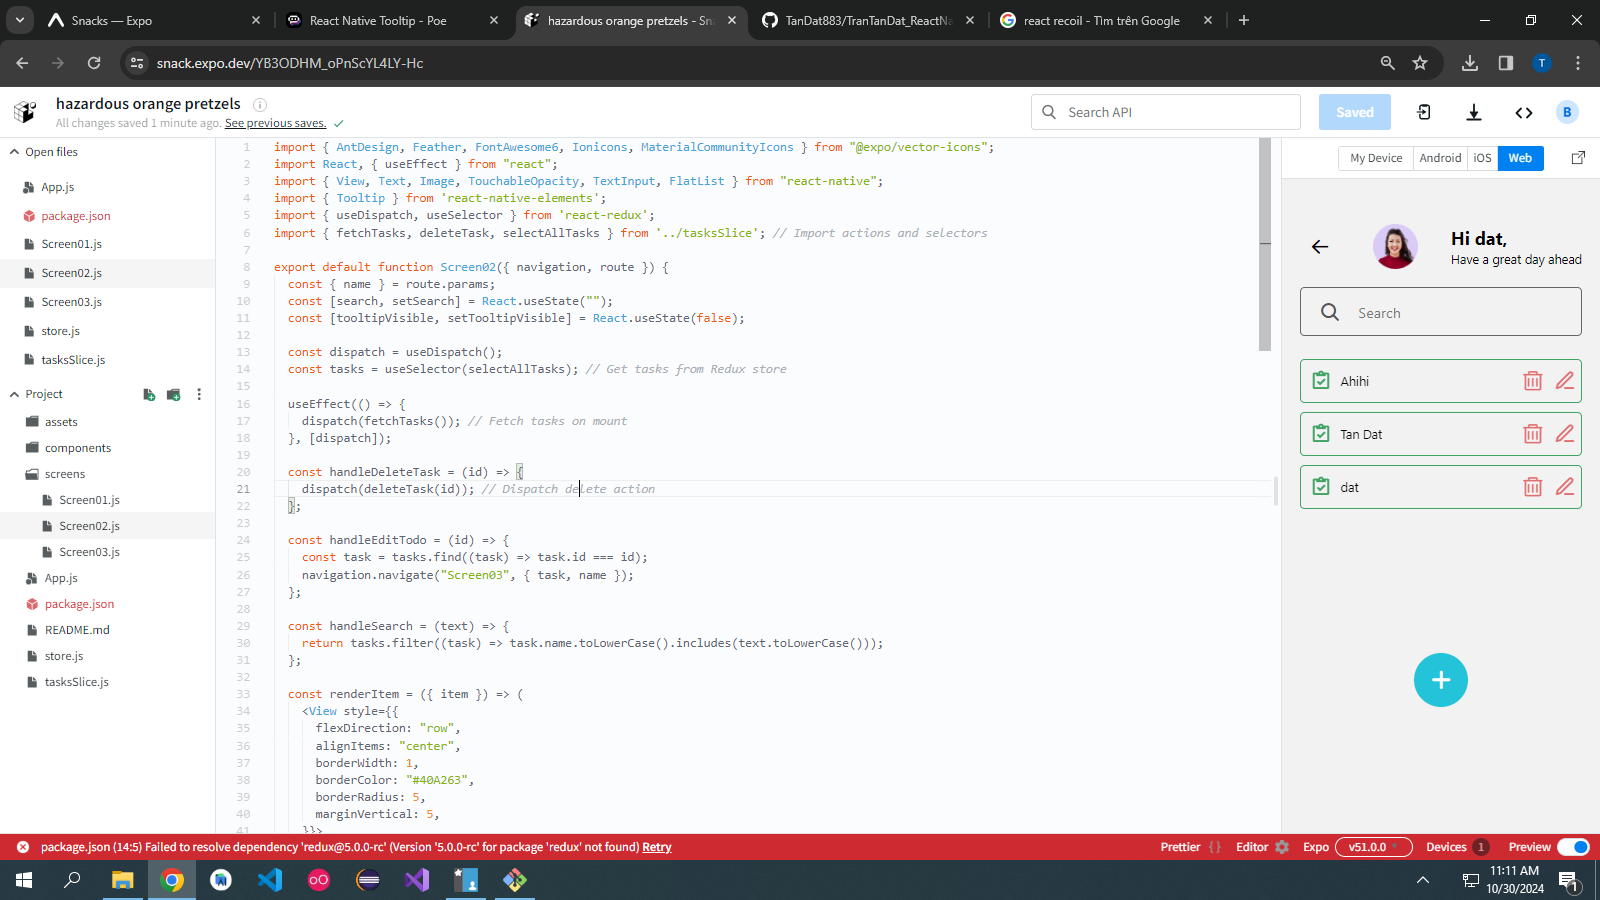 Snacks — Expo
React Native Tooltip - Poe
hazardous orange pretzels - Sna
TanDat883/TranTanDat_ReactNa
react recoil - Tìm trên Google
snack.expo.dev/YB3ODHM_oPnScYL4LY-Hc
T
hazardous orange pretzels
All changes saved 1 minute ago. See previous saves.
Search API
Saved
B
Open files
App.js
package.json
Screen01.js
Screen02.js
Screen03.js
store.js
tasksSlice.js
Project
assets
components
screens
Screen01.js
Screen02.js
Screen03.js
App.js
package.json
README.md
store.js
tasksSlice.js
1 import { AntDesign, Feather, FontAwesome6, Ionicons, MaterialCommunityIcons } from "@expo/vector-icons";
2 import React, { useEffect } from "react";
3 import { View, Text, Image, TouchableOpacity, TextInput, FlatList } from "react-native";
4 import { Tooltip } from 'react-native-elements';
5 import { useDispatch, useSelector } from 'react-redux';
6 import { fetchTasks, deleteTask, selectAllTasks } from '../tasksSlice'; // Import actions and selectors
7
8 export default function Screen02({ navigation, route }) {
9 const { name } = route.params;
10 const [search, setSearch] = React.useState("");
11 const [tooltipVisible, setTooltipVisible] = React.useState(false);
12
13 const dispatch = useDispatch();
14 const tasks = useSelector(selectAllTasks); // Get tasks from Redux store
15
16 useEffect(() => {
17 dispatch(fetchTasks()); // Fetch tasks on mount
18 }, [dispatch]);
19
20 const handleDeleteTask = (id) => {
21 dispatch(deleteTask(id)); // Dispatch delete action
22 };
23
24 const handleEditTodo = (id) => {
25 const task = tasks.find((task) => task.id === id);
26 navigation.navigate("Screen03", { task, name });
27 };
28
29 const handleSearch = (text) => {
30 return tasks.filter((task) => task.name.toLowerCase().includes(text.toLowerCase()));
31 };
32
33 const renderItem = ({ item }) => (
34 <View style={{
35 flexDirection: "row",
36 alignItems: "center",
37 borderWidth: 1,
38 borderColor: "#40A263",
39 borderRadius: 5,
40 marginVertical: 5,
41 }}>
My Device Android iOS Web
Hi dat,
Have a great day ahead
Search
Ahihi
Tan Dat
dat
package.json (14:5) Failed to resolve dependency 'redux@5.0.0-rc' (Version '5.0.0-rc' for package 'redux' not found) Retry
Prettier { } Editor Expo v51.0.0 Devices 1 Preview
11:11 AM
10/30/2024
1